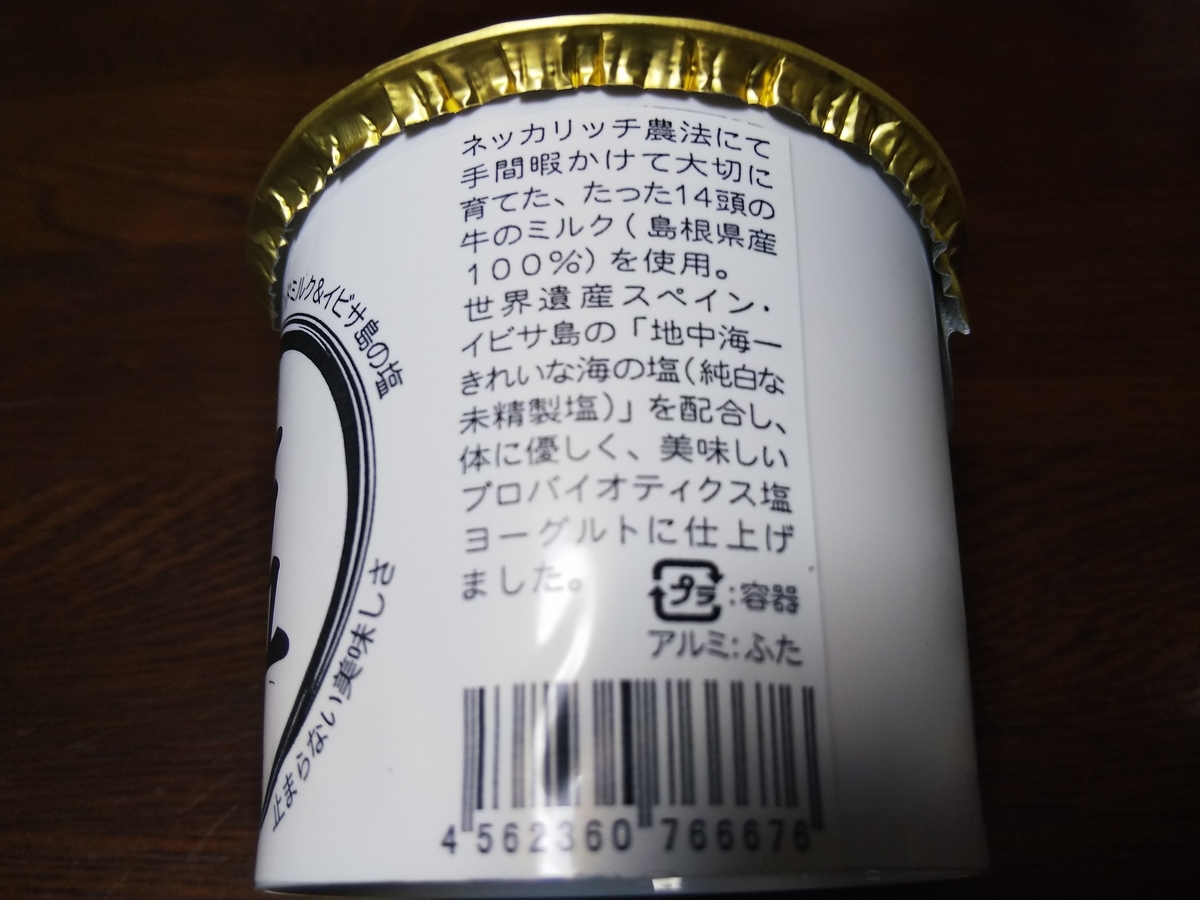 ネッカリッチ農法にて
手間暇かけて大切に
育てた、たった14頭の
牛のミルク(島根県産
100%)を使用。
世界遺産スペイン・
イビサ島の「地中海一
きれいな海の塩(純白な
未精製塩)」を配合し、
体に優しく、美味しい
プロバイオティクス塩
ヨーグルトに仕上げ
ました。
プラ:容器
アルミ:ふた
4 562360 766676
ミルク&イビサ島の塩
止まらない美味しさ